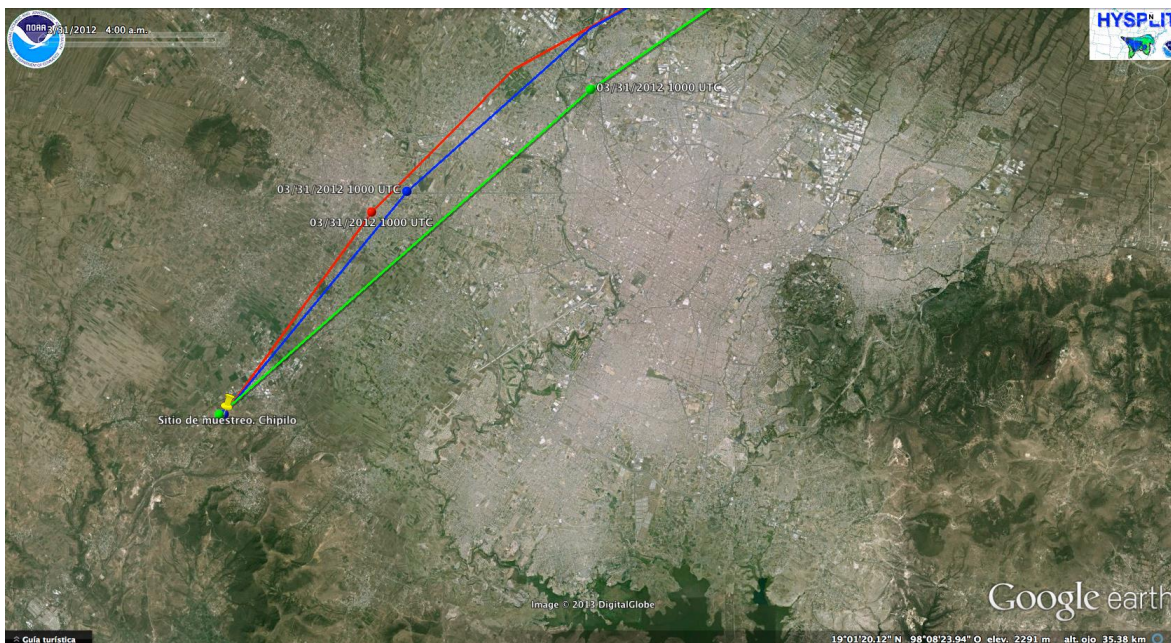 NOAA
3/31/2012 4:00 a.m.
HYSPLIT
N
03/31/2012 1000 UTC
03/31/2012 1000 UTC
03/31/2012 1000 UTC
Sitio de muestreo. Chipilo
Image © 2013 DigitalGlobe
Google earth
Guía turística
19°01'20.12" N 98°08'23.94" O elev. 2291 m alt. ojo 35.38 km